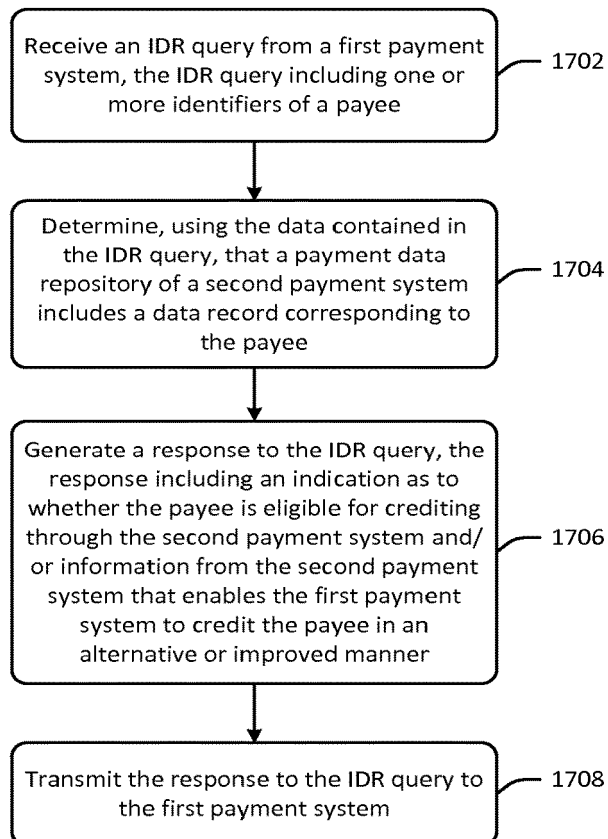 Receive an IDR query from a first payment
system, the IDR query including one or
more identifiers of a payee
1702
Determine, using the data contained in
the IDR query, that a payment data
repository of a second payment system
includes a data record corresponding to
the payee
1704
Generate a response to the IDR query, the
response including an indication as to
whether the payee is eligible for crediting
through the second payment system and/
or information from the second payment
system that enables the first payment
system to credit the payee in an
alternative or improved manner
1706
Transmit the response to the IDR query to
the first payment system
1708